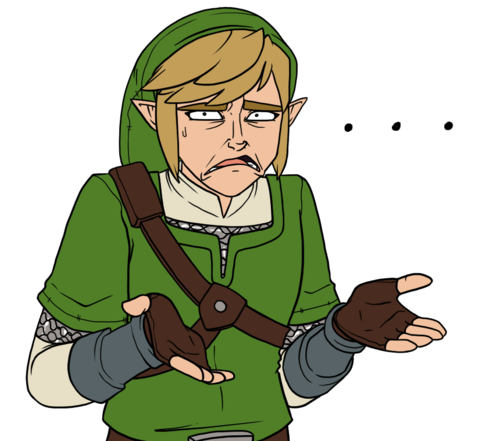 . . .